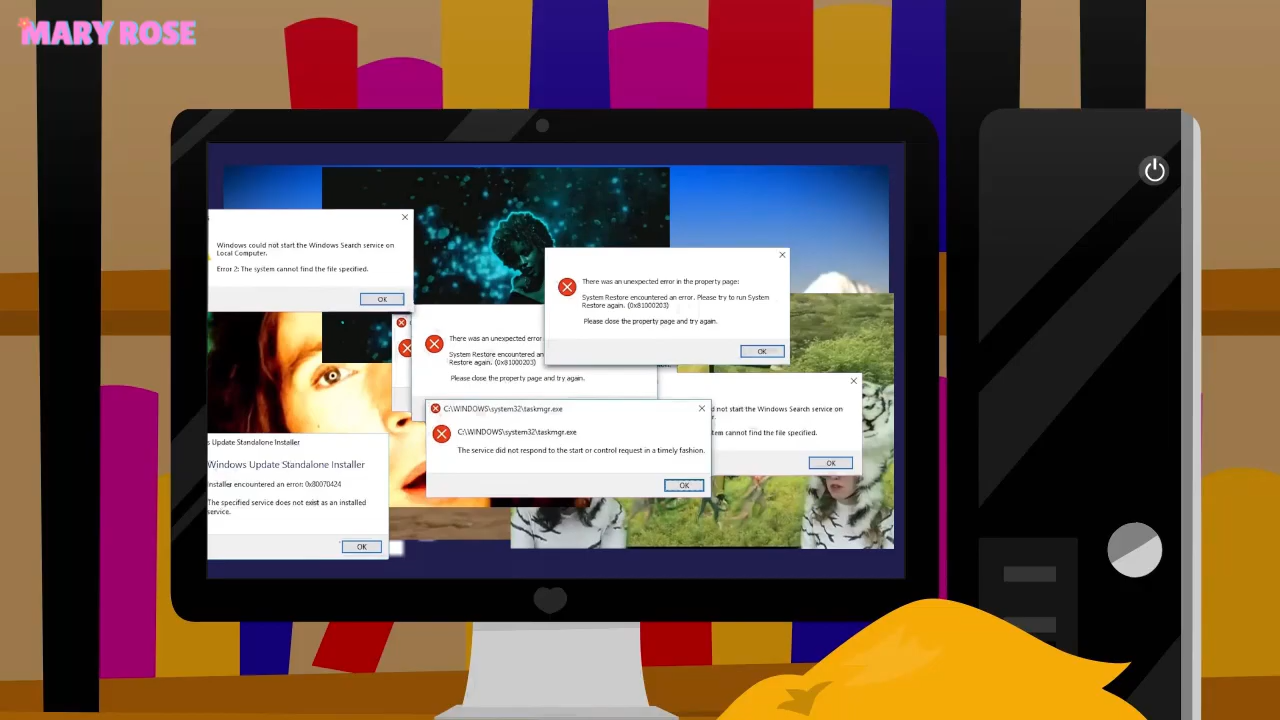 MARY ROSE
Windows could not start the Windows Search service on
Local Computer.
Error 2: The system cannot find the file specified.
OK
There was an unexpected error in the property page:
System Restore encountered an error. Please try to run System
Restore again. (0x81000203)
Please close the property page and try again.
OK
There was an unexpected error
System Restore encountered an
Restore again. (0x81000203)
Please close the property page and try again.
C:\WINDOWS\system32\taskmgr.exe
C:\WINDOWS\system32\taskmgr.exe
The service did not respond to the start or control request in a timely fashion.
OK
d not start the Windows Search service on
r.
tem cannot find the file specified.
OK
s Update Standalone Installer
Windows Update Standalone Installer
Installer encountered an error: 0x80070424
The specified service does not exist as an installed
service.
OK